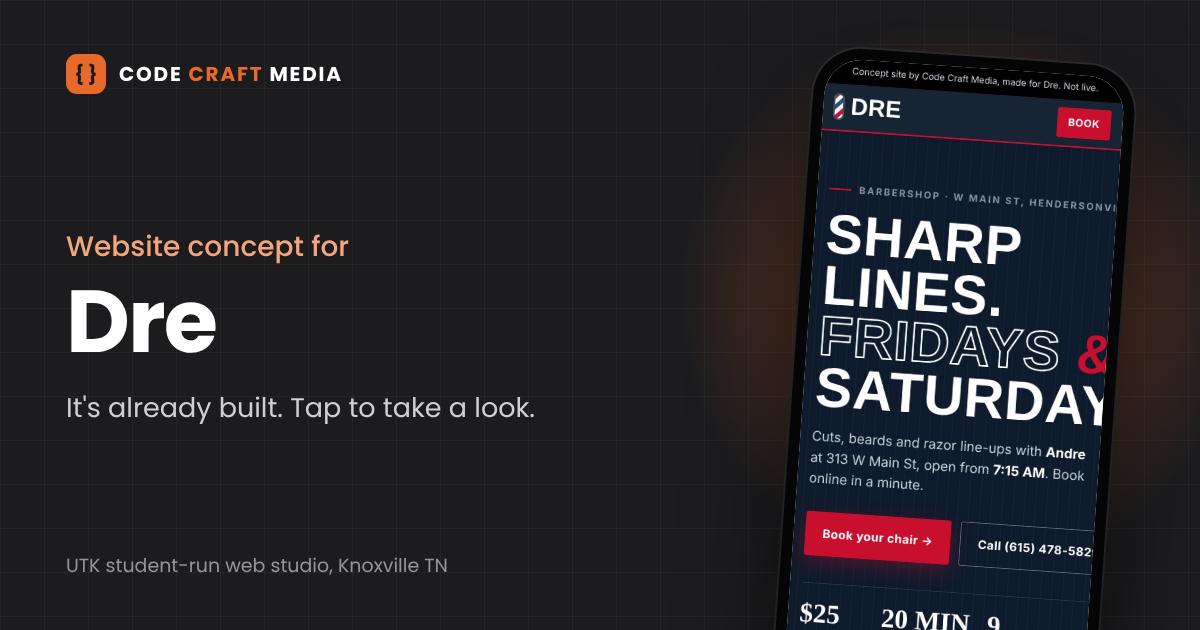 { } CODE CRAFT MEDIA
Website concept for
Dre
It's already built. Tap to take a look.
UTK student-run web studio, Knoxville TN
Concept site by Code Craft Media, made for Dre. Not live.
DRE
BOOK
BARBERSHOP · W MAIN ST, HENDERSONVI
SHARP
LINES.
FRIDAYS &
SATURDAY
Cuts, beards and razor line-ups with Andre
at 313 W Main St, open from 7:15 AM. Book
online in a minute.
Book your chair →
Call (615) 478-582
$25
20 MIN
9